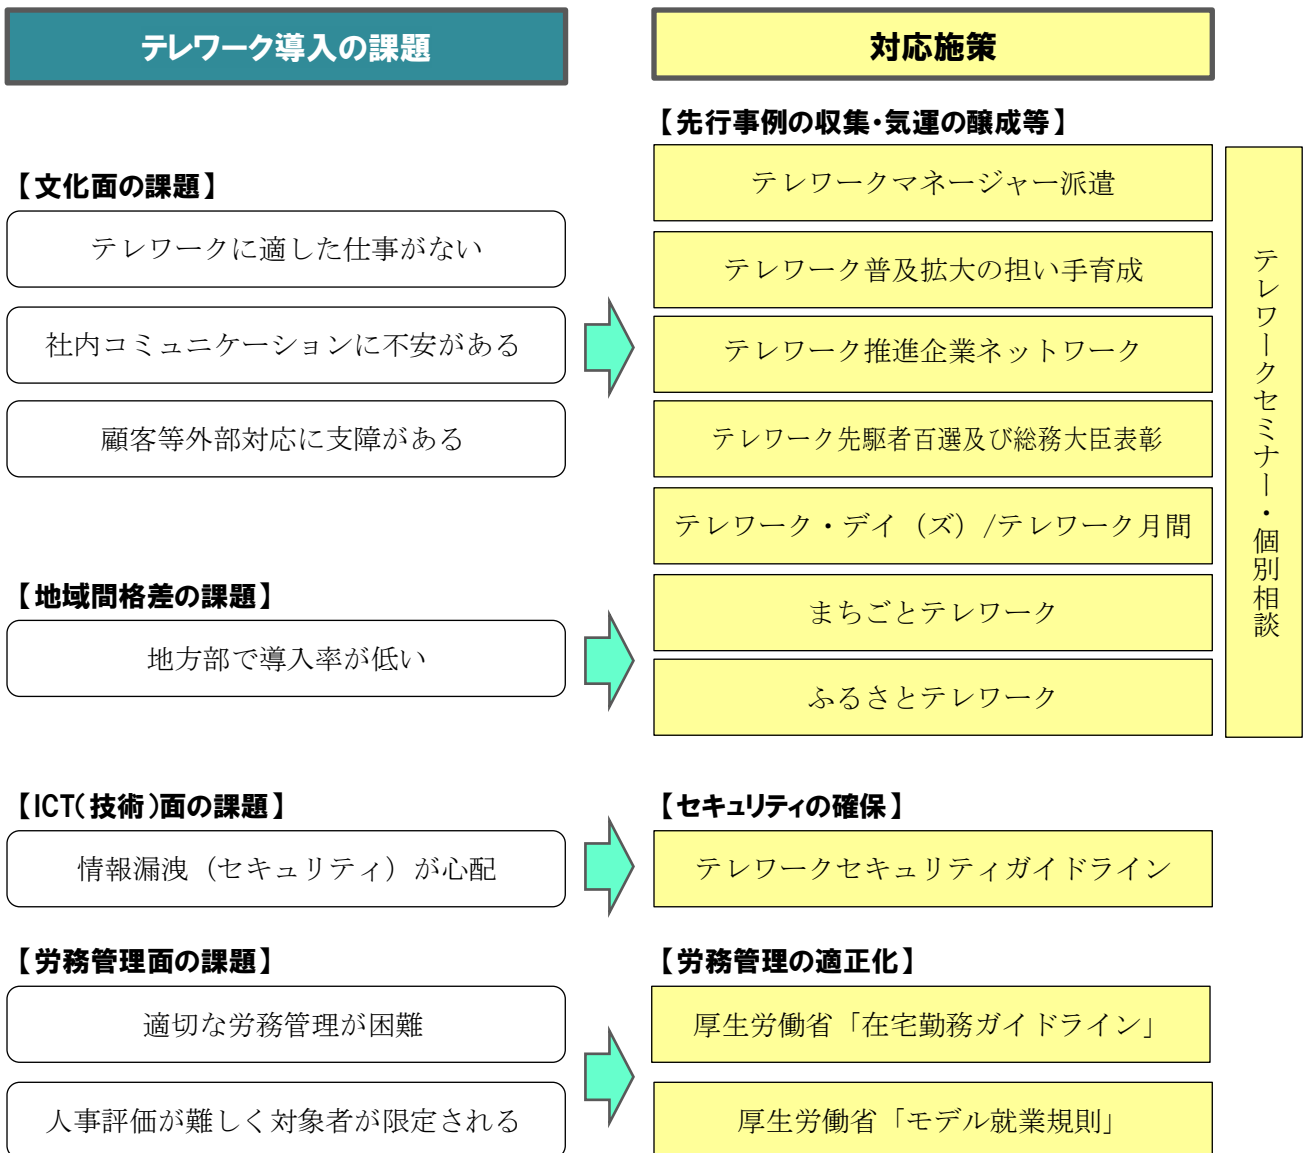 テレワーク導入の課題
対応施策
【先行事例の収集・気運の醸成等】
【文化面の課題】
テレワークに適した仕事がない
社内コミュニケーションに不安がある
顧客等外部対応に支障がある
テレワークマネージャー派遣
テレワーク普及拡大の担い手育成
テレワーク推進企業ネットワーク
テレワーク先駆者百選及び総務大臣表彰
テレワーク・デイ（ズ）/テレワーク月間
【地域間格差の課題】
地方部で導入率が低い
まちごとテレワーク
ふるさとテレワーク
テレワークセミナー・個別相談
【ICT(技術)面の課題】
情報漏洩（セキュリティ）が心配
【セキュリティの確保】
テレワークセキュリティガイドライン
【労務管理面の課題】
適切な労務管理が困難
人事評価が難しく対象者が限定される
【労務管理の適正化】
厚生労働省「在宅勤務ガイドライン」
厚生労働省「モデル就業規則」